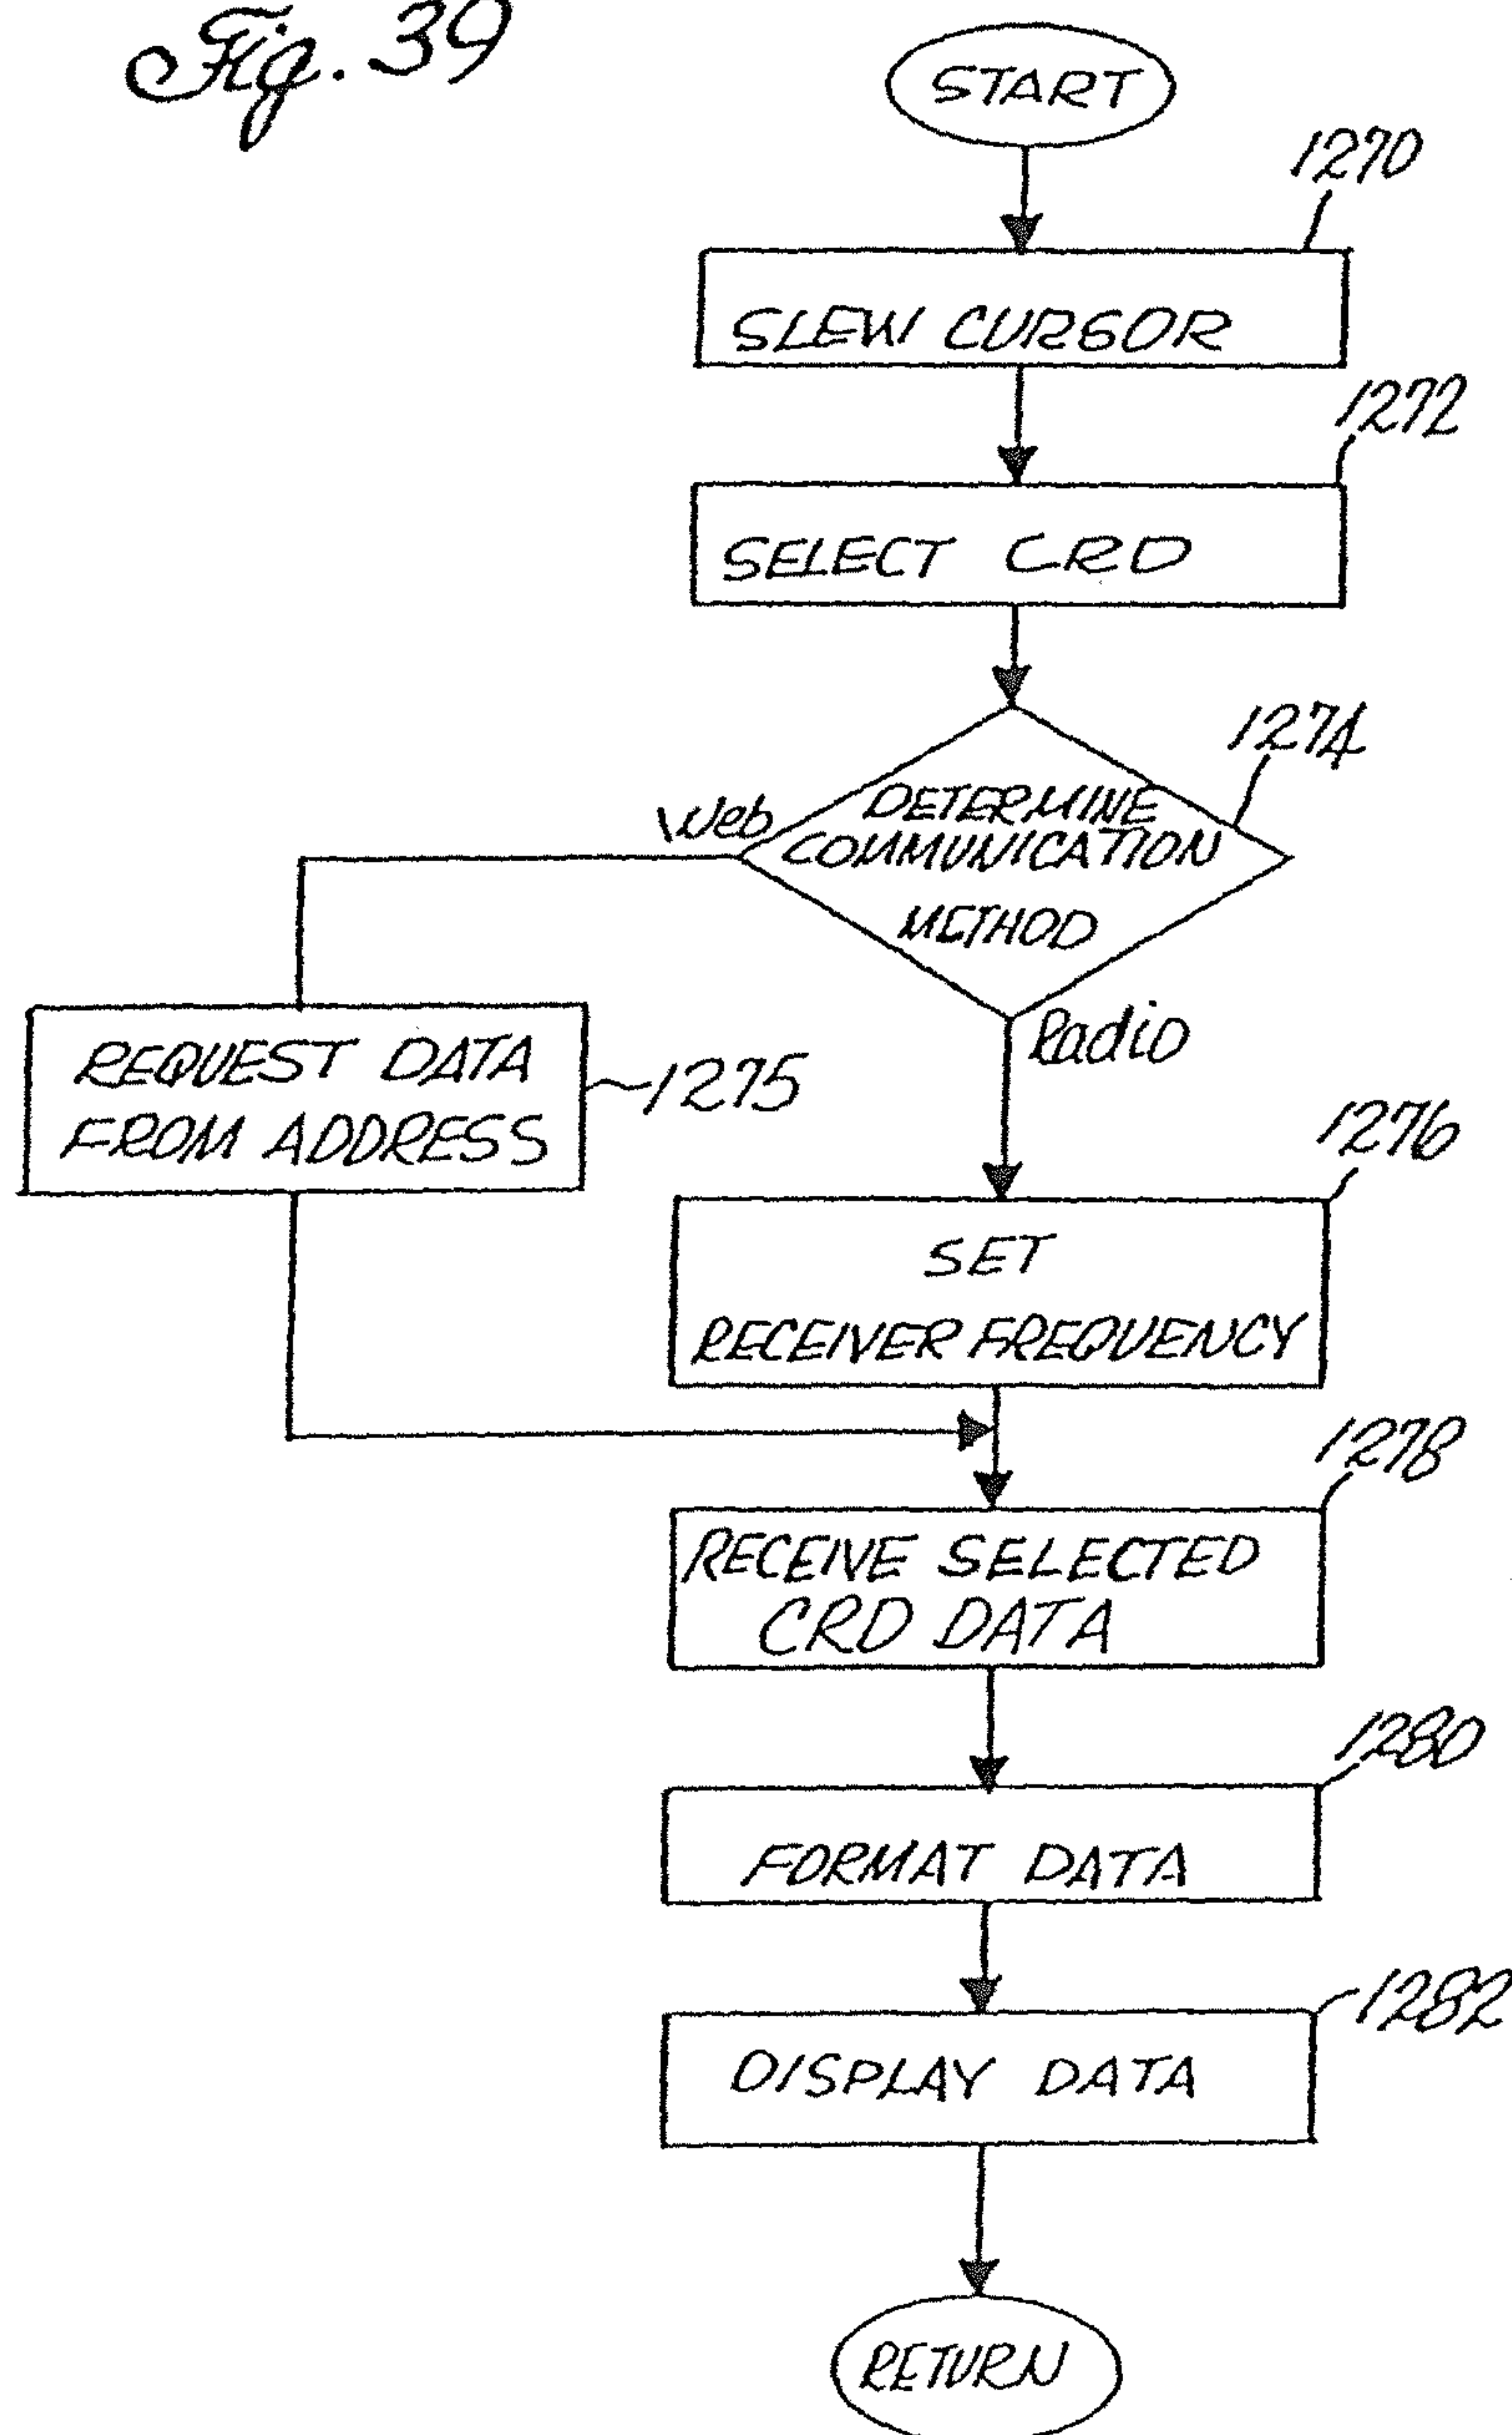 Fig. 39
START
1270
SLEW CURSOR
1272
SELECT CRD
1274
Web
DETERMINE
COMMUNICATION
METHOD
Radio
REQUEST DATA
FROM ADDRESS
1275
1276
SET
RECEIVER FREQUENCY
1278
RECEIVE SELECTED
CRD DATA
1280
FORMAT DATA
1282
DISPLAY DATA
RETURN